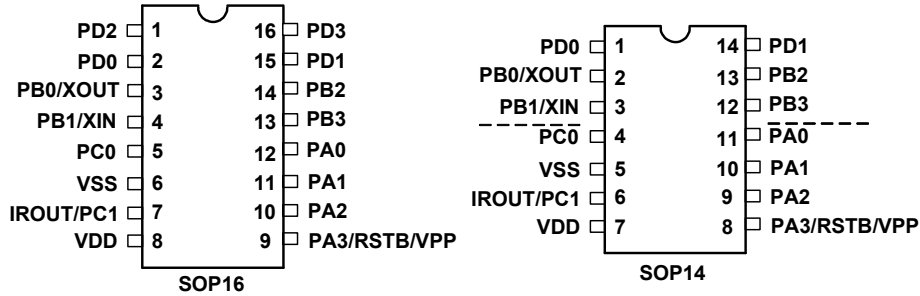 PD2 1 16 PD3
PD0 2 15 PD1
PB0/XOUT 3 14 PB2
PB1/XIN 4 13 PB3
PC0 5 12 PA0
VSS 6 11 PA1
IROUT/PC1 7 10 PA2
VDD 8 9 PA3/RSTB/VPP
SOP16
PD0 1 14 PD1
PB0/XOUT 2 13 PB2
PB1/XIN 3 12 PB3
PC0 4 11 PA0
VSS 5 10 PA1
IROUT/PC1 6 9 PA2
VDD 7 8 PA3/RSTB/VPP
SOP14